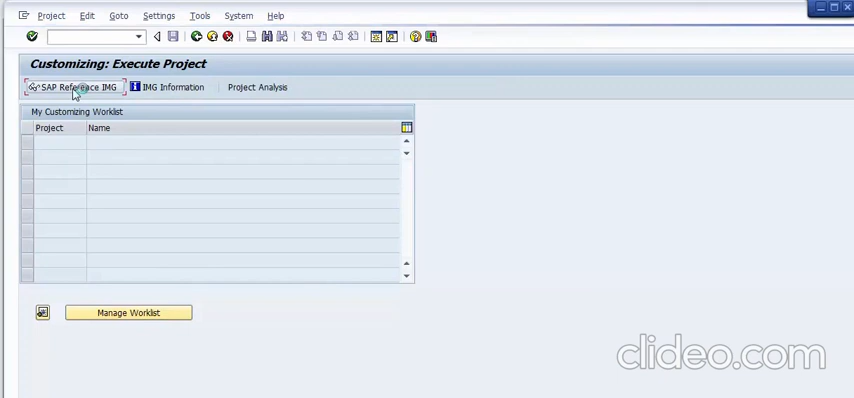 Project Edit Goto Settings Tools System Help
Customizing: Execute Project
SAP Reference IMG IMG Information Project Analysis
My Customizing Worklist
Project Name
Manage Worklist
clideo.com